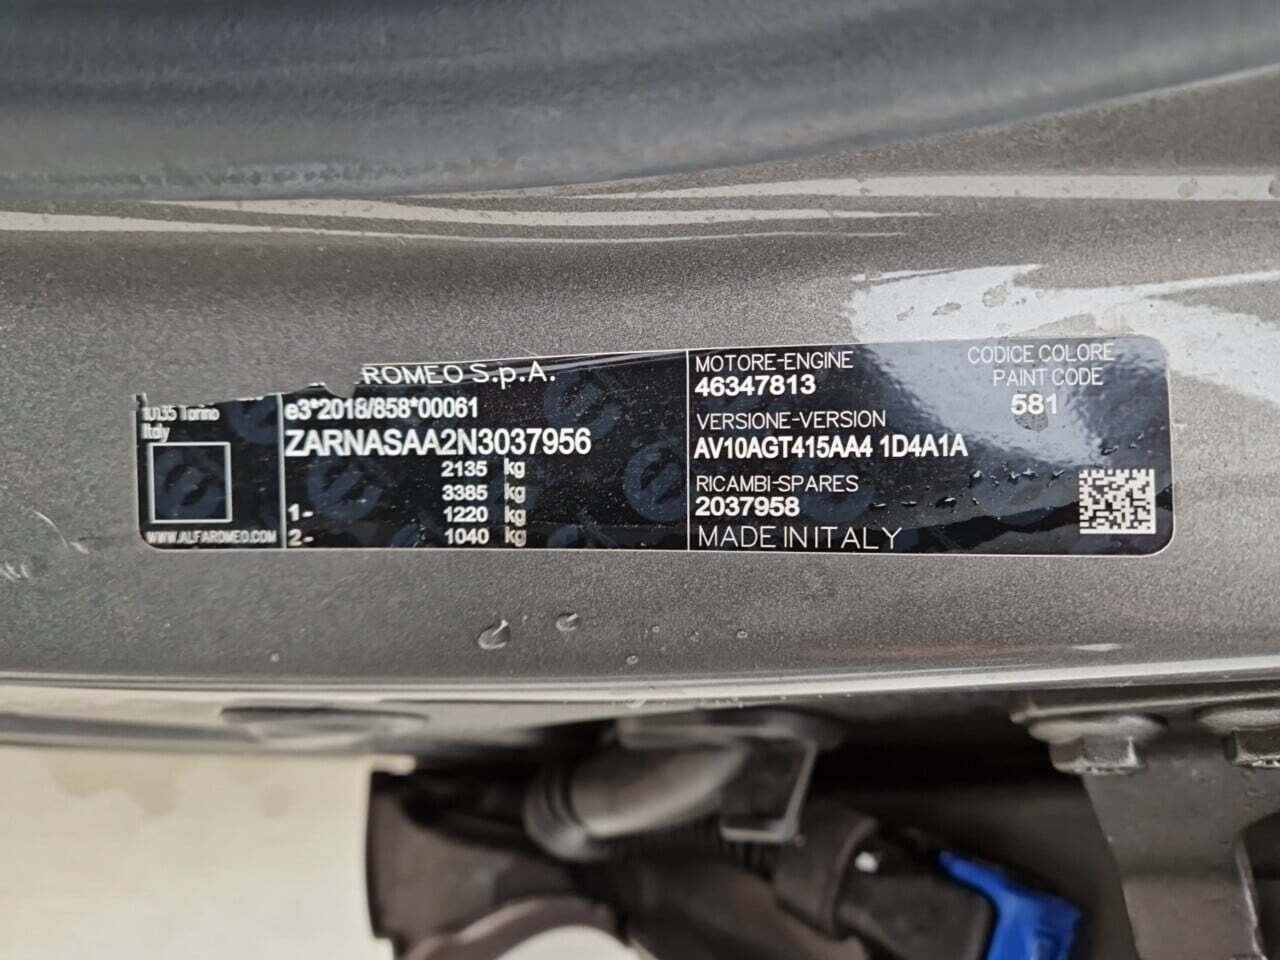 ROMEO S.p.A.
10135 Torino
Italy
WWW.ALFAROMEO.COM
e3*2018/858*00061
ZARNASAA2N3037956
2135 kg
3385 kg
1- 1220 kg
2- 1040 kg
MOTORE-ENGINE
46347813
VERSIONE-VERSION
AV10AGT415AA4 1D4A1A
RICAMBI-SPARES
2037958
MADE IN ITALY
CODICE COLORE
PAINT CODE
581